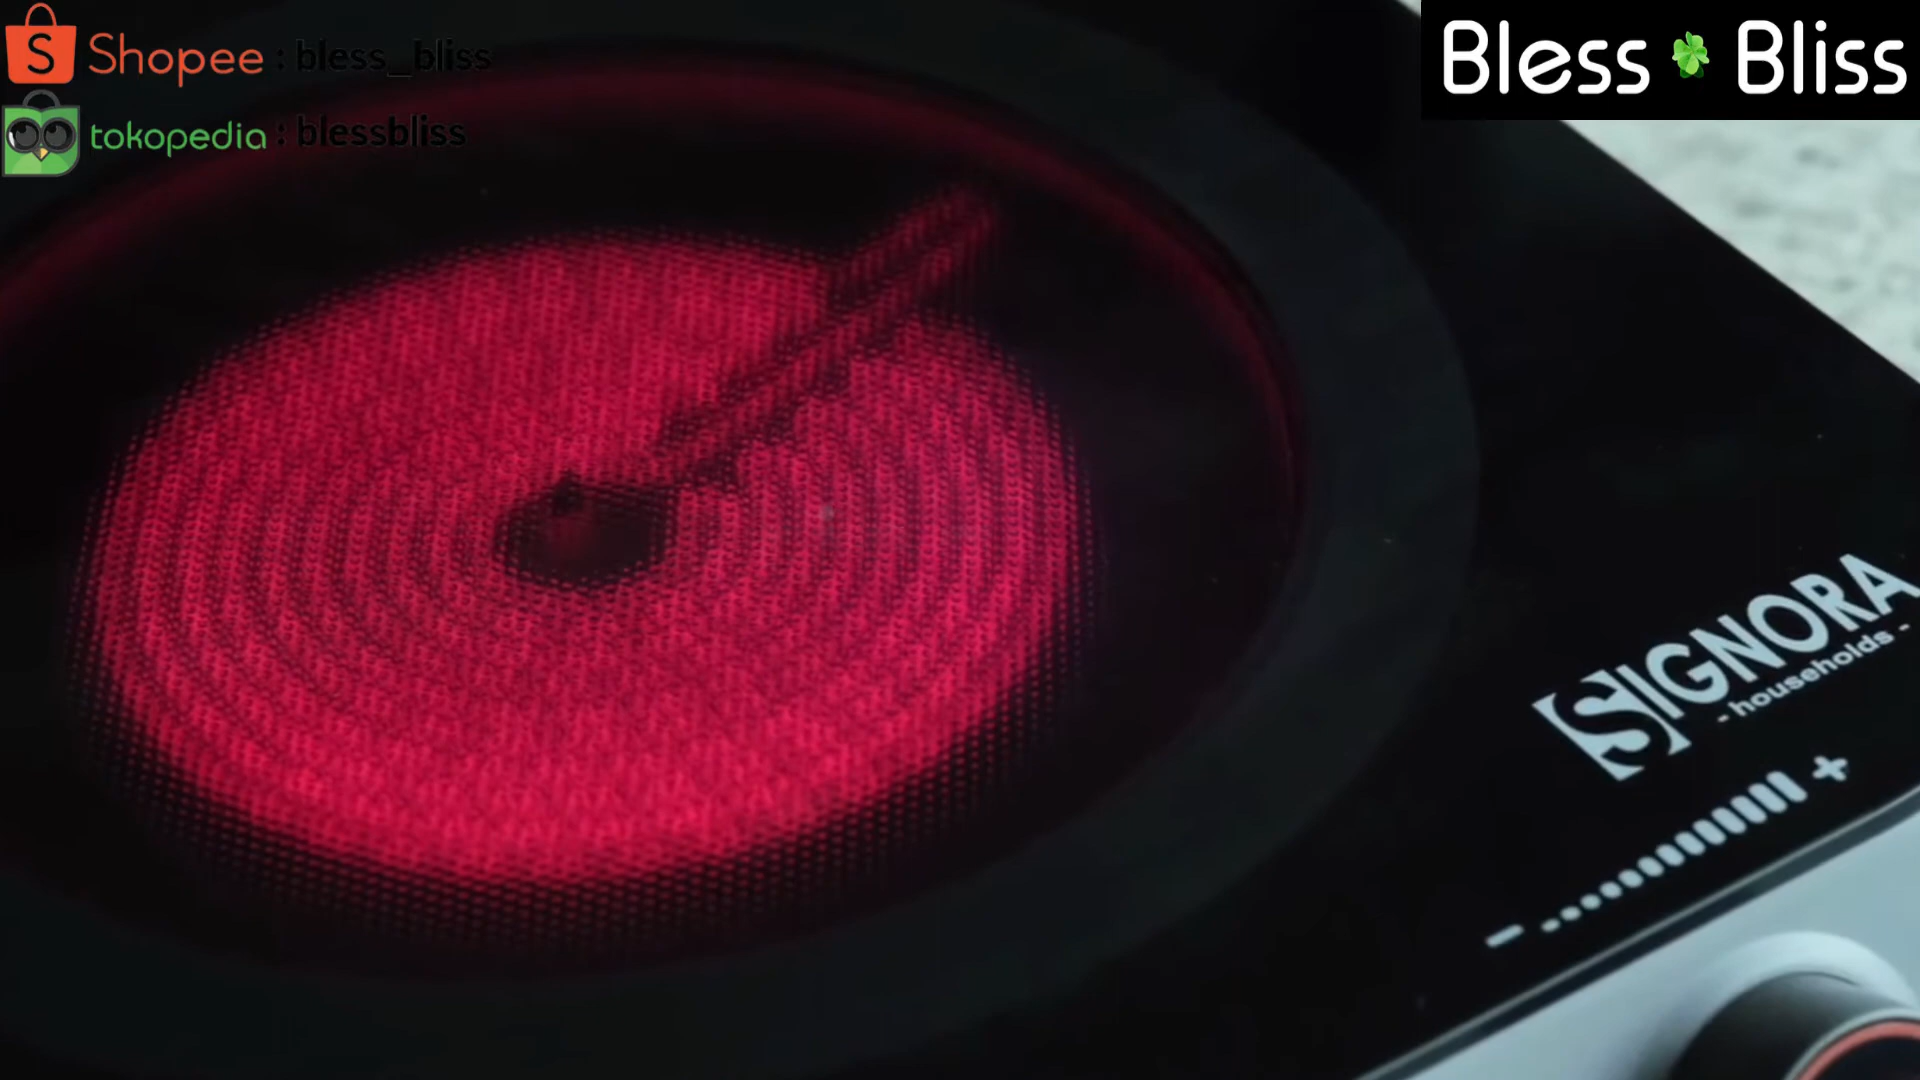 Shopee : bless_bliss
tokopedia : blessbliss
Bless Bliss
SIGNORA
- households -
- +